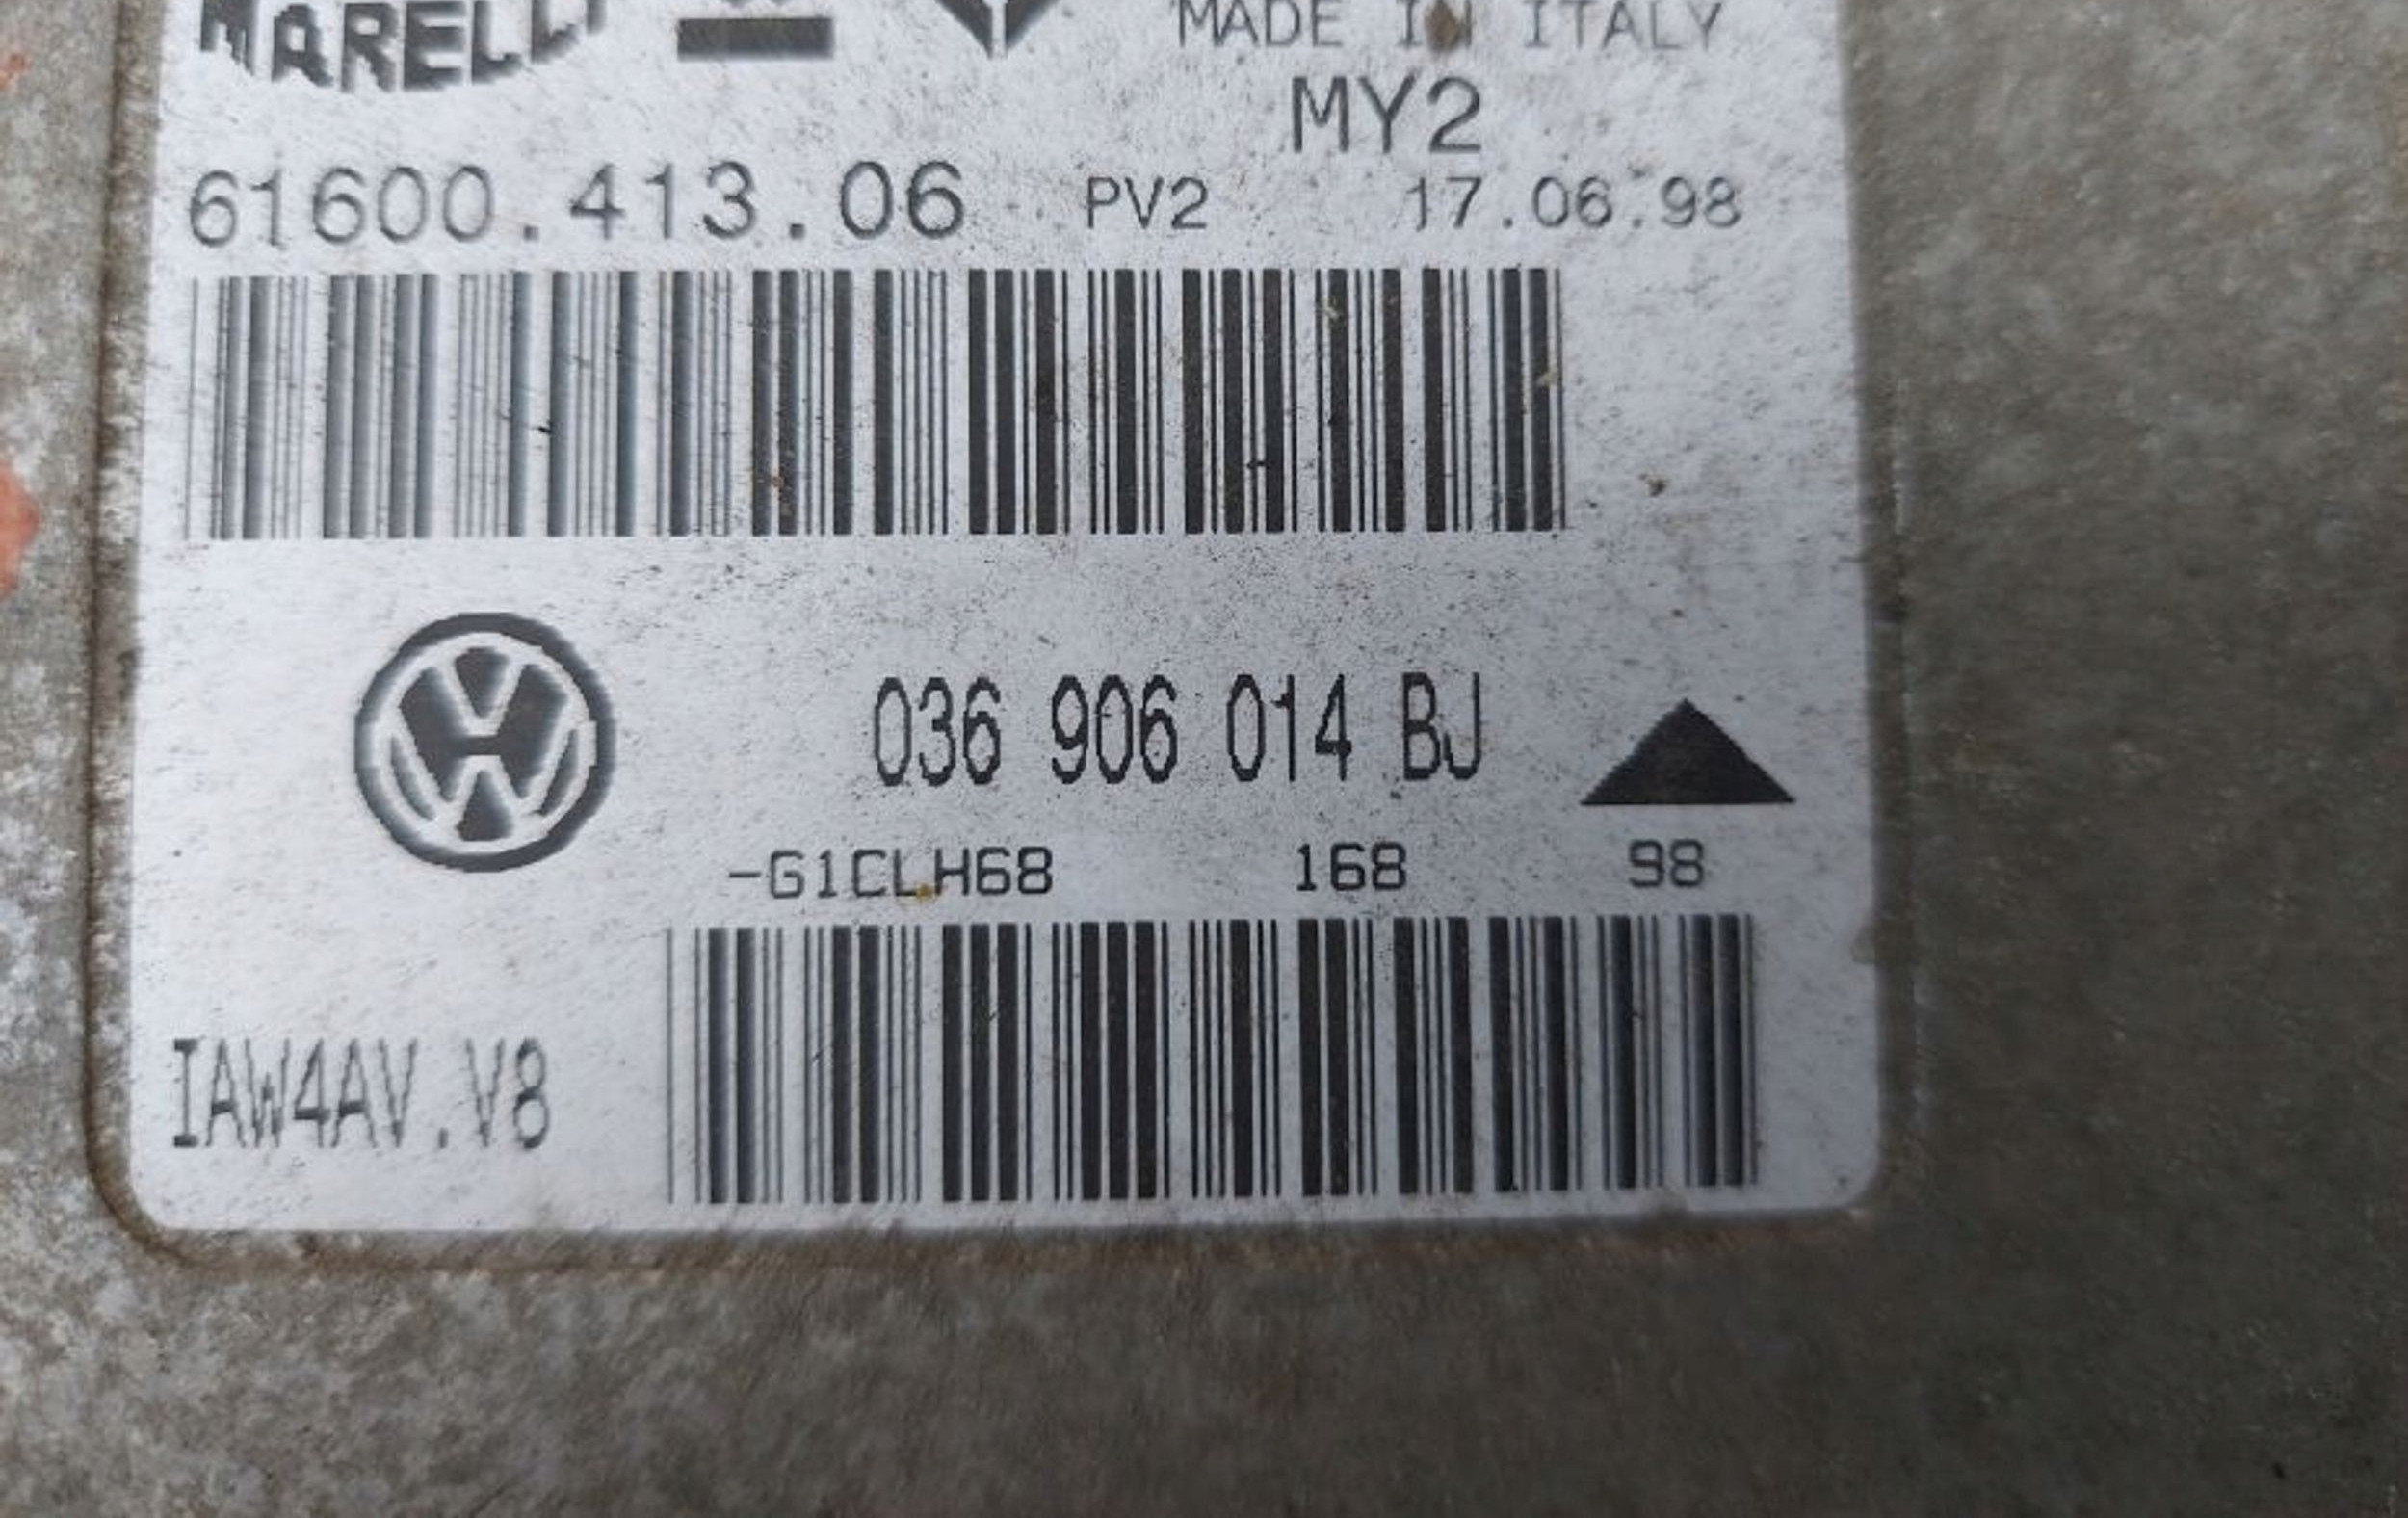 MARELLI
MADE IN ITALY
MY2
61600.413.06 PV2 17.06.98
036 906 014 BJ
-G1CLH68 168 98
IAW4AV.V8